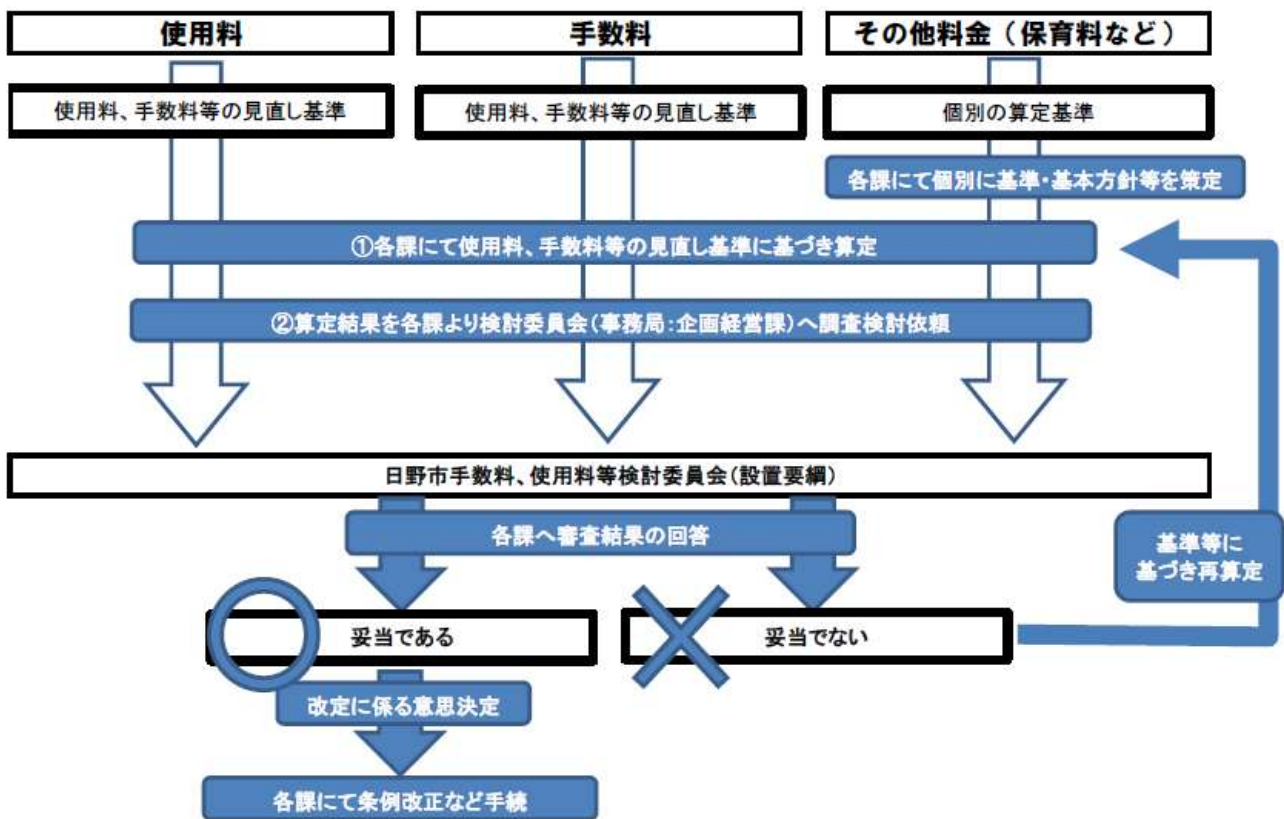 使用料
手数料
その他料金（保育料など）
使用料、手数料等の見直し基準
使用料、手数料等の見直し基準
個別の算定基準
各課にて個別に基準・基本方針等を策定
①各課にて使用料、手数料等の見直し基準に基づき算定
②算定結果を各課より検討委員会（事務局：企画経営課）へ調査検討依頼
日野市手数料、使用料等検討委員会（設置要綱）
各課へ審査結果の回答
基準等に
基づき再算定
妥当である
妥当でない
改定に係る意思決定
各課にて条例改正など手続